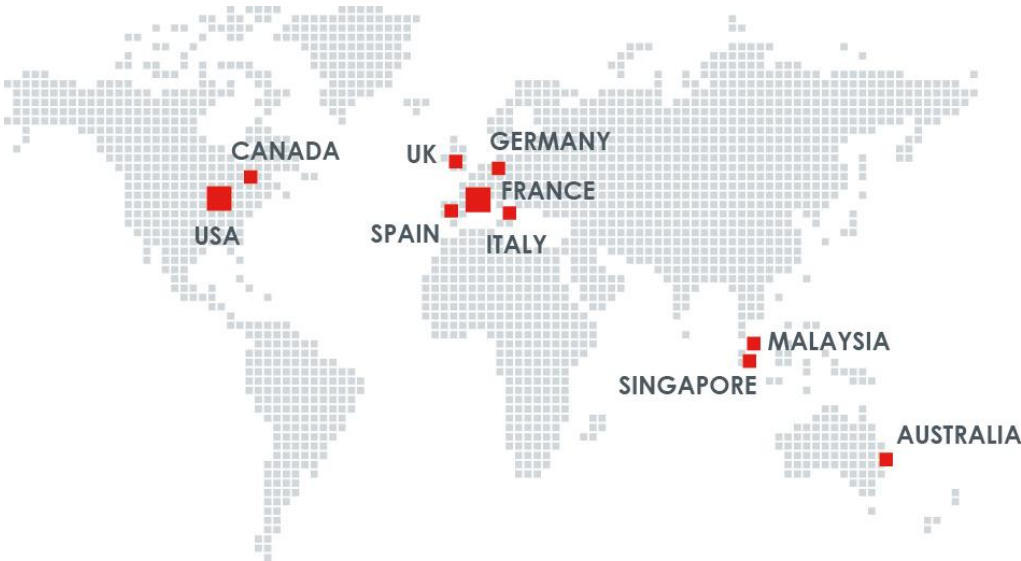 GERMANY
CANADA
UK
FRANCE
SPAIN
USA
ITALY
MALAYSIA
SINGAPORE
AUSTRALIA